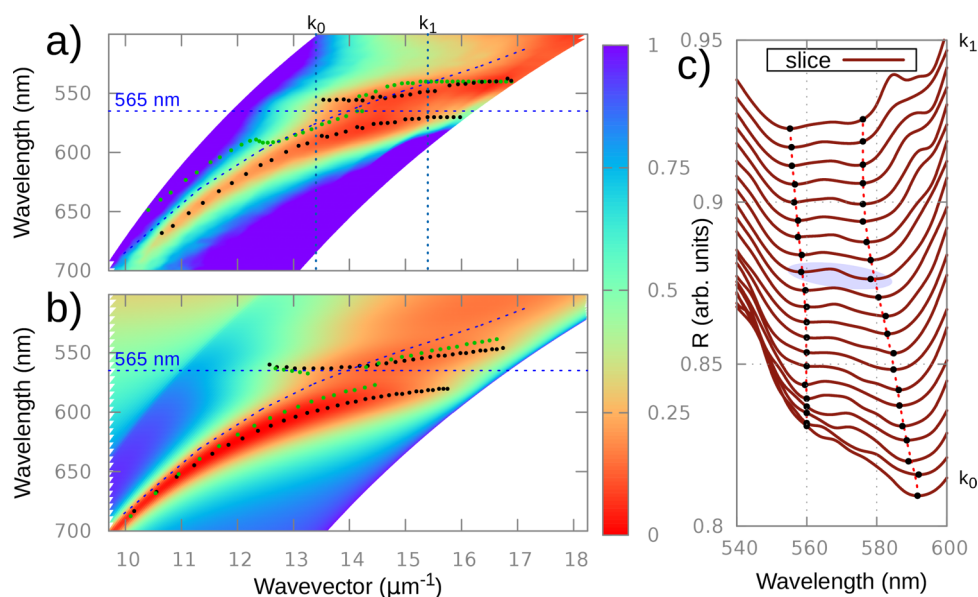 a)
k0
k1
Wavelength (nm)
550
600
650
700
565 nm
b)
Wavelength (nm)
550
600
650
700
565 nm
10
11
12
13
14
15
16
17
18
Wavevector (μm-1)
1
0.75
0.5
0.25
0
c)
slice
k1
k0
R (arb. units)
0.95
0.9
0.85
0.8
540
560
580
600
Wavelength (nm)